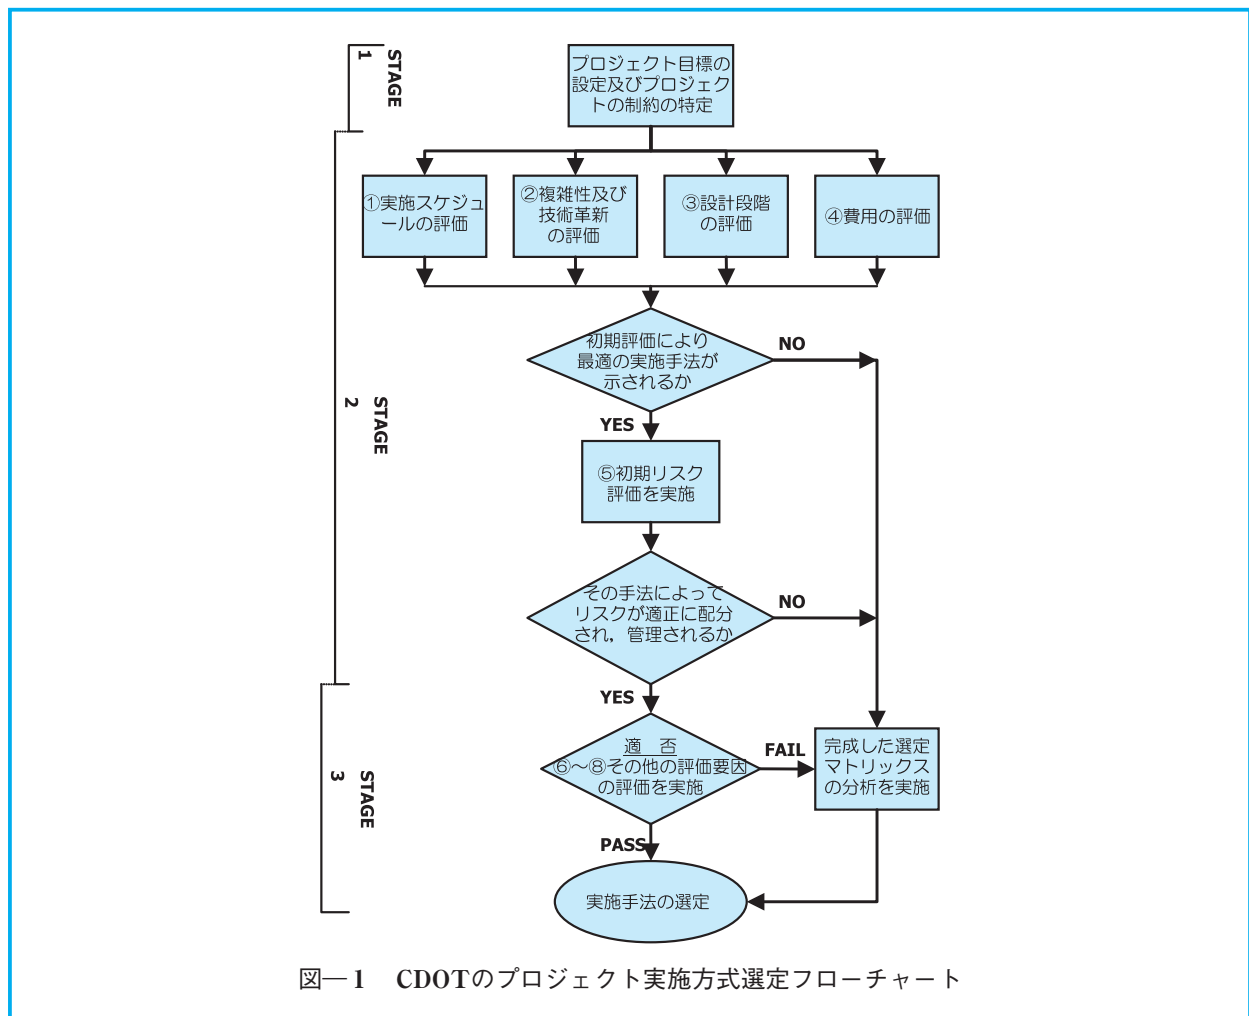 STAGE
1
プロジェクト目標の
設定及びプロジェク
トの制約の特定
①実施スケジュ
ールの評価
②複雑性及び
技術革新
の評価
③設計段階
の評価
④費用の評価
初期評価により
最適の実施手法が
示されるか
NO
YES
STAGE
2
⑤初期リスク
評価を実施
その手法によって
リスクが適正に配分
され，管理されるか
NO
YES
STAGE
3
適　否
⑥～⑧その他の評価要因
の評価を実施
FAIL
完成した選定
マトリックス
の分析を実施
PASS
実施手法の選定
図―1　CDOTのプロジェクト実施方式選定フローチャート